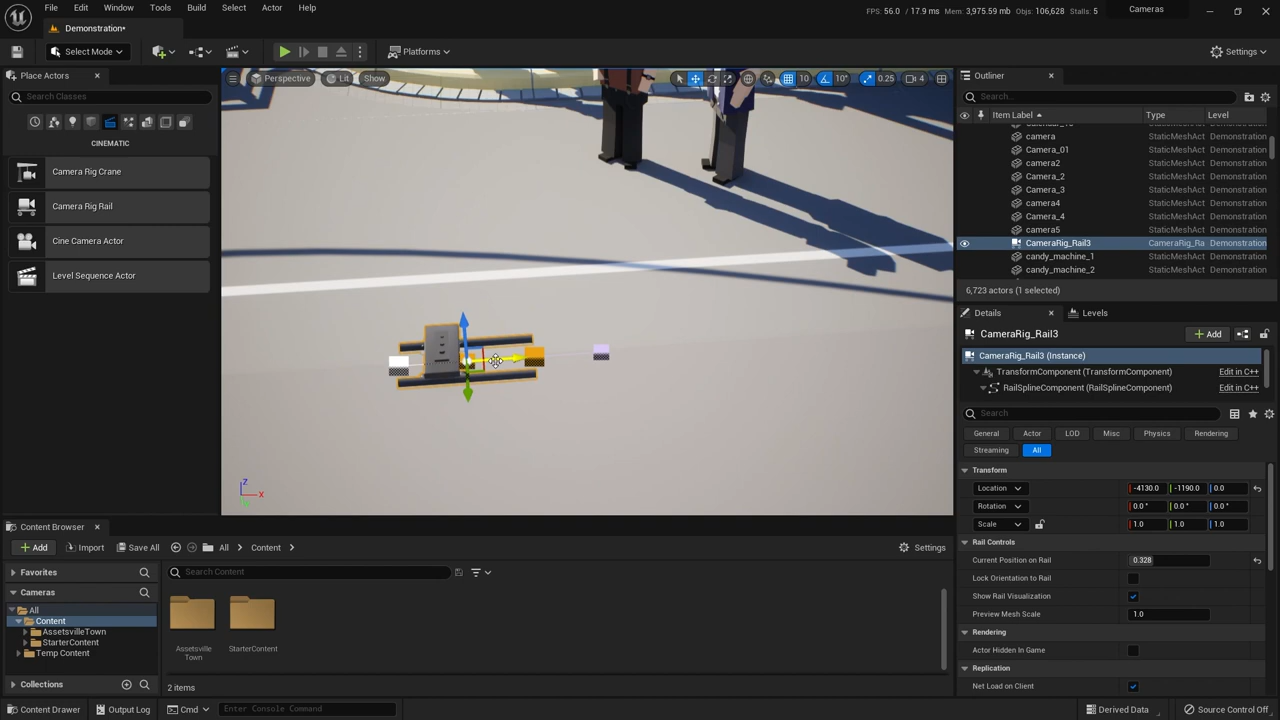 File Edit Window Tools Build Select Actor Help
FPS: 56.0 / 17.9 ms Mem: 3,975.59 mb Objs: 106,628 Stalls: 5
Cameras
Demonstration*
Select Mode
Platforms
Settings
Place Actors
Search Classes
CINEMATIC
Camera Rig Crane
Camera Rig Rail
Cine Camera Actor
Level Sequence Actor
Perspective Lit Show
10 10° 0.25 4
Z
X
Outliner
Search...
Item Label Type Level
camera StaticMeshAct Demonstration
Camera_01 StaticMeshAct Demonstration
camera2 StaticMeshAct Demonstration
Camera_2 StaticMeshAct Demonstration
Camera_3 StaticMeshAct Demonstration
camera4 StaticMeshAct Demonstration
Camera_4 StaticMeshAct Demonstration
camera5 StaticMeshAct Demonstration
CameraRig_Rail3 CameraRig_Ra Demonstration
candy_machine_1 StaticMeshAct Demonstration
candy_machine_2 StaticMeshAct Demonstration
6,723 actors (1 selected)
Details Levels
CameraRig_Rail3
Add
CameraRig_Rail3 (Instance)
TransformComponent (TransformComponent) Edit in C++
RailSplineComponent (RailSplineComponent) Edit in C++
Search
General Actor LOD Misc Physics Rendering
Streaming All
Transform
Location -4130.0 -1190.0 0.0
Rotation 0.0° 0.0° 0.0°
Scale 1.0 1.0 1.0
Rail Controls
Current Position on Rail 0.328
Lock Orientation to Rail
Show Rail Visualization
Preview Mesh Scale 1.0
Rendering
Actor Hidden In Game
Replication
Net Load on Client
Content Browser
Add Import Save All All Content
Settings
Favorites
Search Content
Cameras
All
Content
AssetsvilleTown
StarterContent
Temp Content
Assetsville
Town
StarterContent
Collections
2 items
Content Drawer Output Log Cmd Enter Console Command
Derived Data Source Control Off